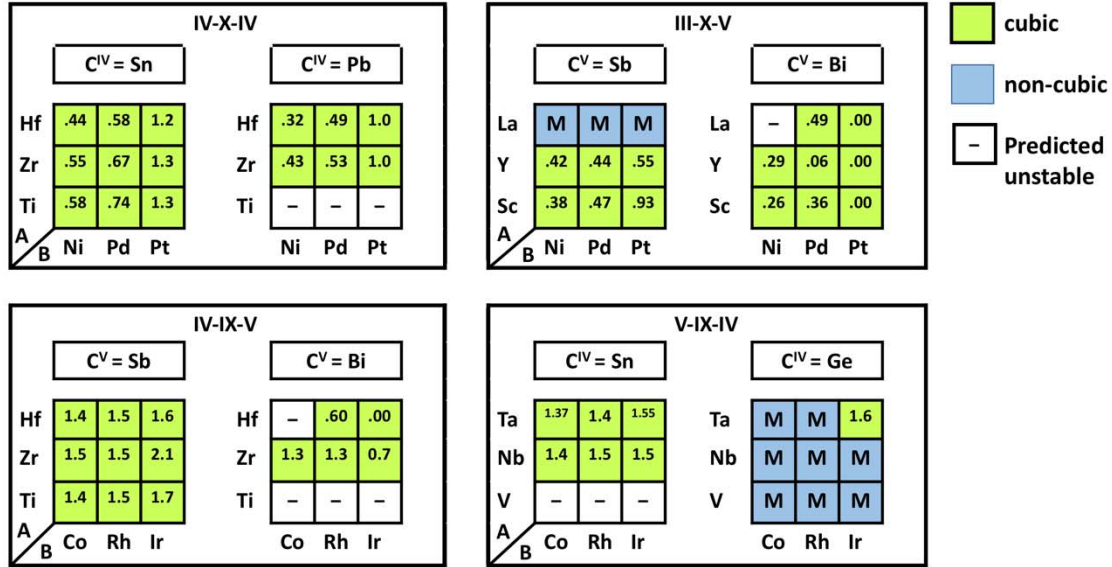 IV-X-IV
C^IV = Sn
C^IV = Pb
Hf .44 .58 1.2
Zr .55 .67 1.3
Ti .58 .74 1.3
A B Ni Pd Pt
Hf .32 .49 1.0
Zr .43 .53 1.0
Ti – – –
Ni Pd Pt
III-X-V
C^V = Sb
C^V = Bi
La M M M
Y .42 .44 .55
Sc .38 .47 .93
A B Ni Pd Pt
La – .49 .00
Y .29 .06 .00
Sc .26 .36 .00
Ni Pd Pt
cubic
non-cubic
– Predicted
unstable
IV-IX-V
C^V = Sb
C^V = Bi
Hf 1.4 1.5 1.6
Zr 1.5 1.5 2.1
Ti 1.4 1.5 1.7
A B Co Rh Ir
Hf – .60 .00
Zr 1.3 1.3 0.7
Ti – – –
Co Rh Ir
V-IX-IV
C^IV = Sn
C^IV = Ge
Ta 1.37 1.4 1.55
Nb 1.4 1.5 1.5
V – – –
A B Co Rh Ir
Ta M M 1.6
Nb M M M
V M M M
Co Rh Ir